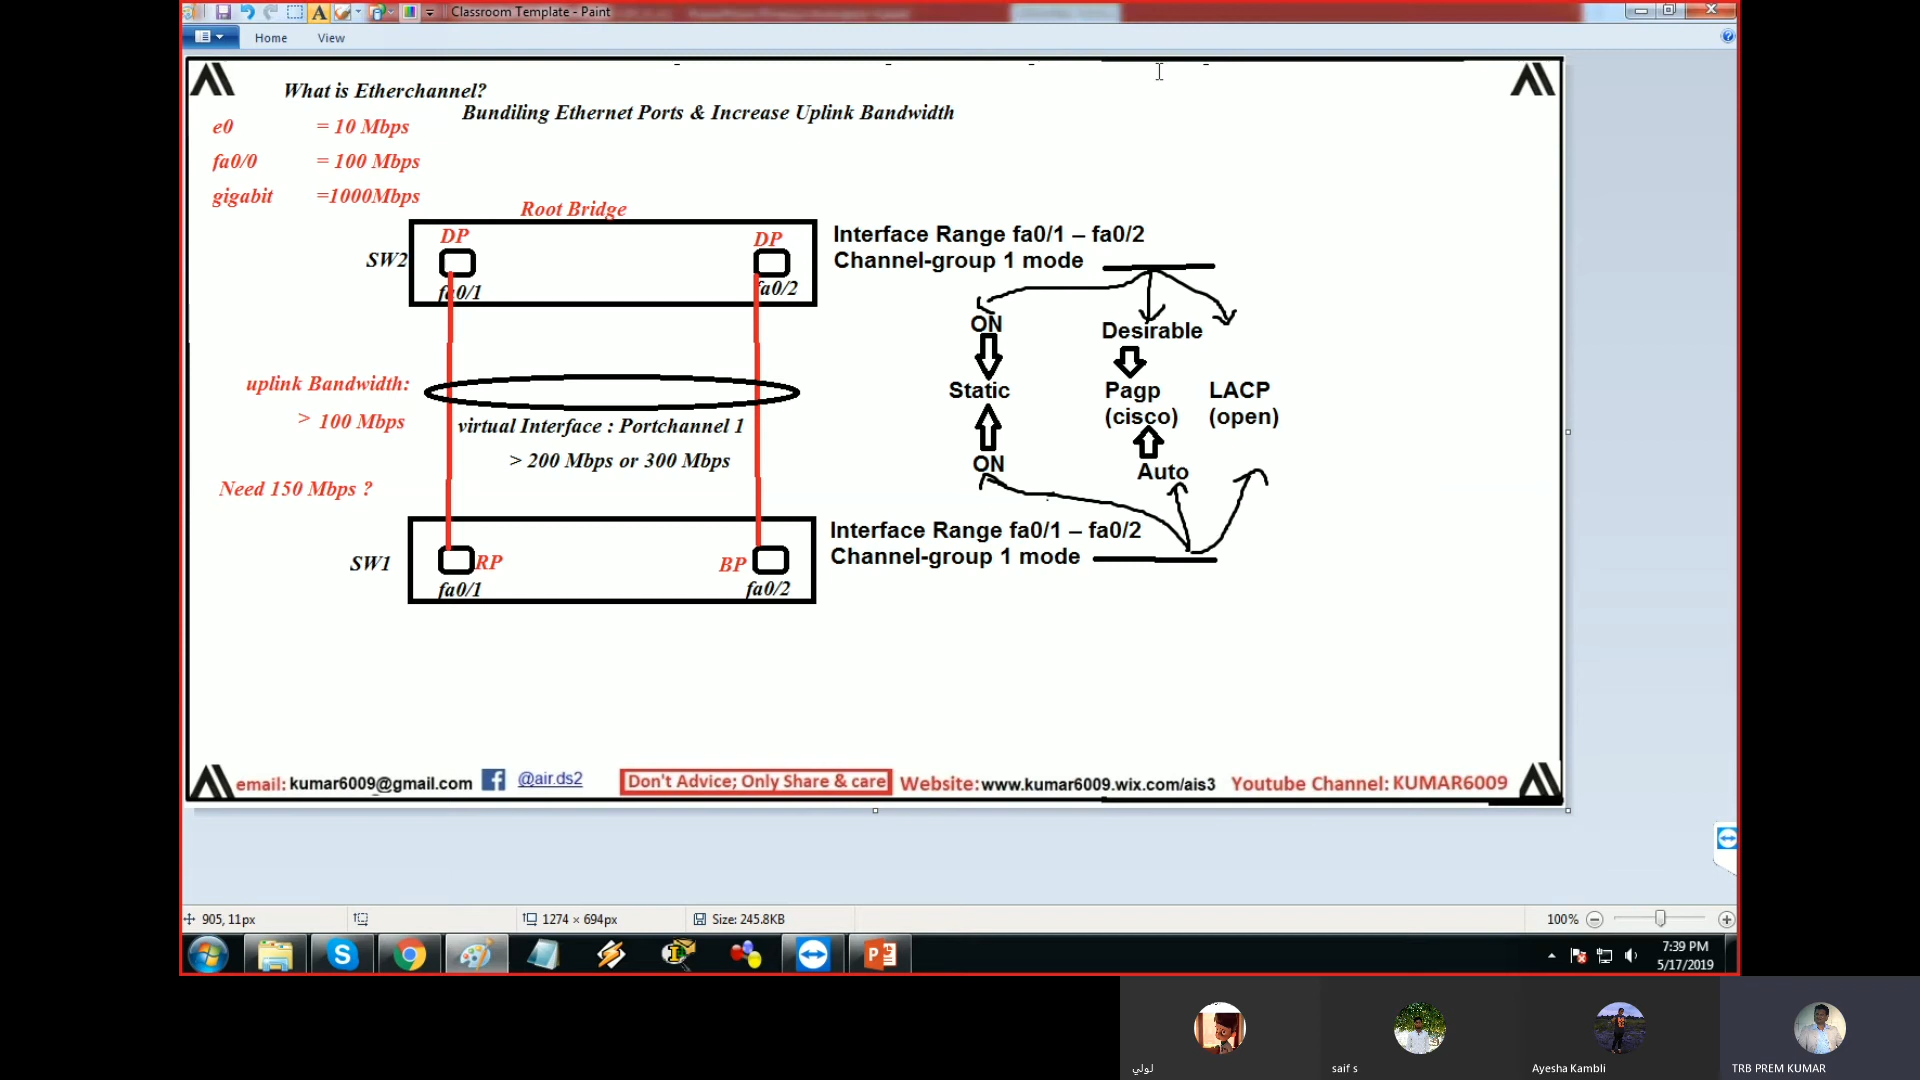 Classroom Template - Paint
Home View
What is Etherchannel?
Bundiling Ethernet Ports & Increase Uplink Bandwidth
e0 = 10 Mbps
fa0/0 = 100 Mbps
gigabit =1000Mbps
Root Bridge
DP DP
SW2
fa0/1 fa0/2
Interface Range fa0/1 – fa0/2
Channel-group 1 mode
ON
Desirable
Static
Pagp
(cisco)
LACP
(open)
ON
Auto
uplink Bandwidth:
> 100 Mbps
virtual Interface : Portchannel 1
> 200 Mbps or 300 Mbps
Need 150 Mbps ?
Interface Range fa0/1 – fa0/2
Channel-group 1 mode
SW1
RP BP
fa0/1 fa0/2
email: kumar6009@gmail.com @air.ds2 Don't Advice; Only Share & care Website: www.kumar6009.wix.com/ais3 Youtube Channel: KUMAR6009
905, 11px 1274 × 694px Size: 245.8KB 100%
7:39 PM
5/17/2019
لولي saif s Ayesha Kambli TRB PREM KUMAR